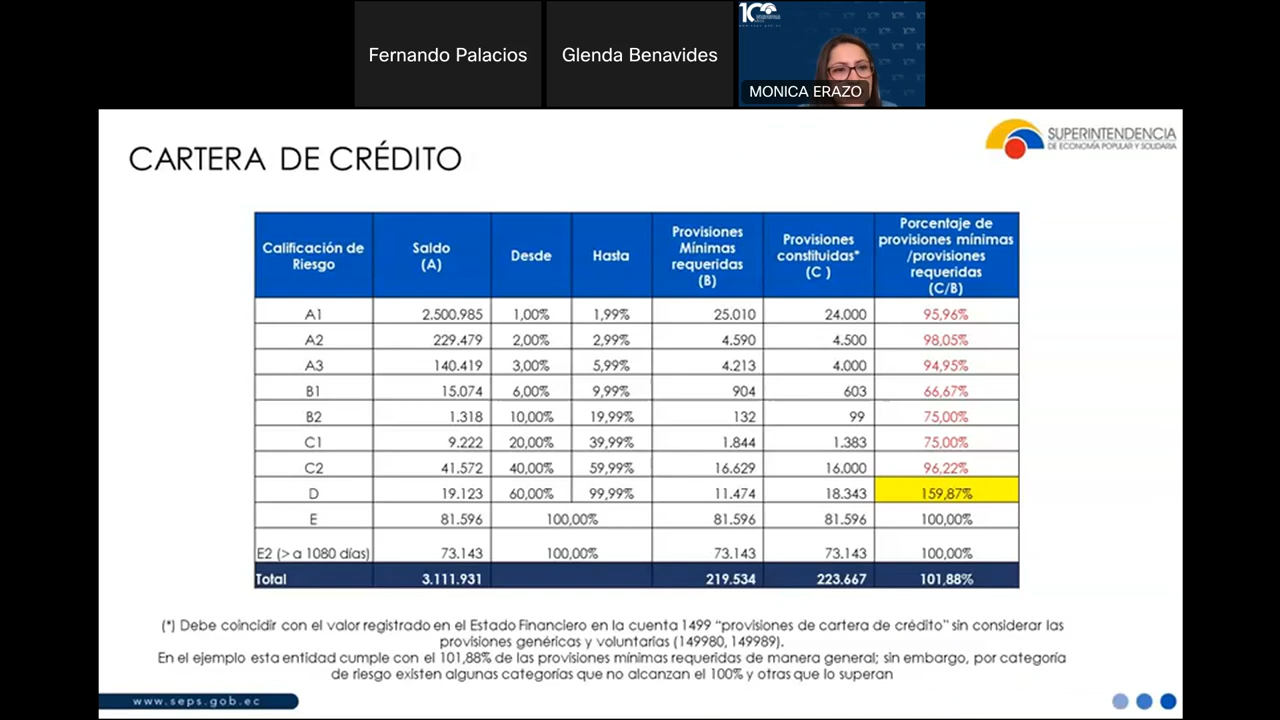 Fernando Palacios
Glenda Benavides
MONICA ERAZO
SUPERINTENDENCIA
DE ECONOMÍA POPULAR Y SOLIDARIA
CARTERA DE CRÉDITO
Calificación de Riesgo | Saldo (A) | Desde | Hasta | Provisiones Mínimas requeridas (B) | Provisiones constituidas* (C ) | Porcentaje de provisiones mínimas /provisiones requeridas (C/B)
A1 | 2.500.985 | 1,00% | 1,99% | 25.010 | 24.000 | 95,96%
A2 | 229.479 | 2,00% | 2,99% | 4.590 | 4.500 | 98,05%
A3 | 140.419 | 3,00% | 5,99% | 4.213 | 4.000 | 94,95%
B1 | 15.074 | 6,00% | 9,99% | 904 | 603 | 66,67%
B2 | 1.318 | 10,00% | 19,99% | 132 | 99 | 75,00%
C1 | 9.222 | 20,00% | 39,99% | 1.844 | 1.383 | 75,00%
C2 | 41.572 | 40,00% | 59,99% | 16.629 | 16.000 | 96,22%
D | 19.123 | 60,00% | 99,99% | 11.474 | 18.343 | 159,87%
E | 81.596 | 100,00% | 81.596 | 81.596 | 100,00%
E2 (> a 1080 días) | 73.143 | 100,00% | 73.143 | 73.143 | 100,00%
Total | 3.111.931 | 219.534 | 223.667 | 101,88%
(*) Debe coincidir con el valor registrado en el Estado Financiero en la cuenta 1499 "provisiones de cartera de crédito" sin considerar las
provisiones genéricas y voluntarias (149980, 149989).
En el ejemplo esta entidad cumple con el 101,88% de las provisiones mínimas requeridas de manera general; sin embargo, por categoría
de riesgo existen algunas categorías que no alcanzan el 100% y otras que lo superan
www.seps.gob.ec